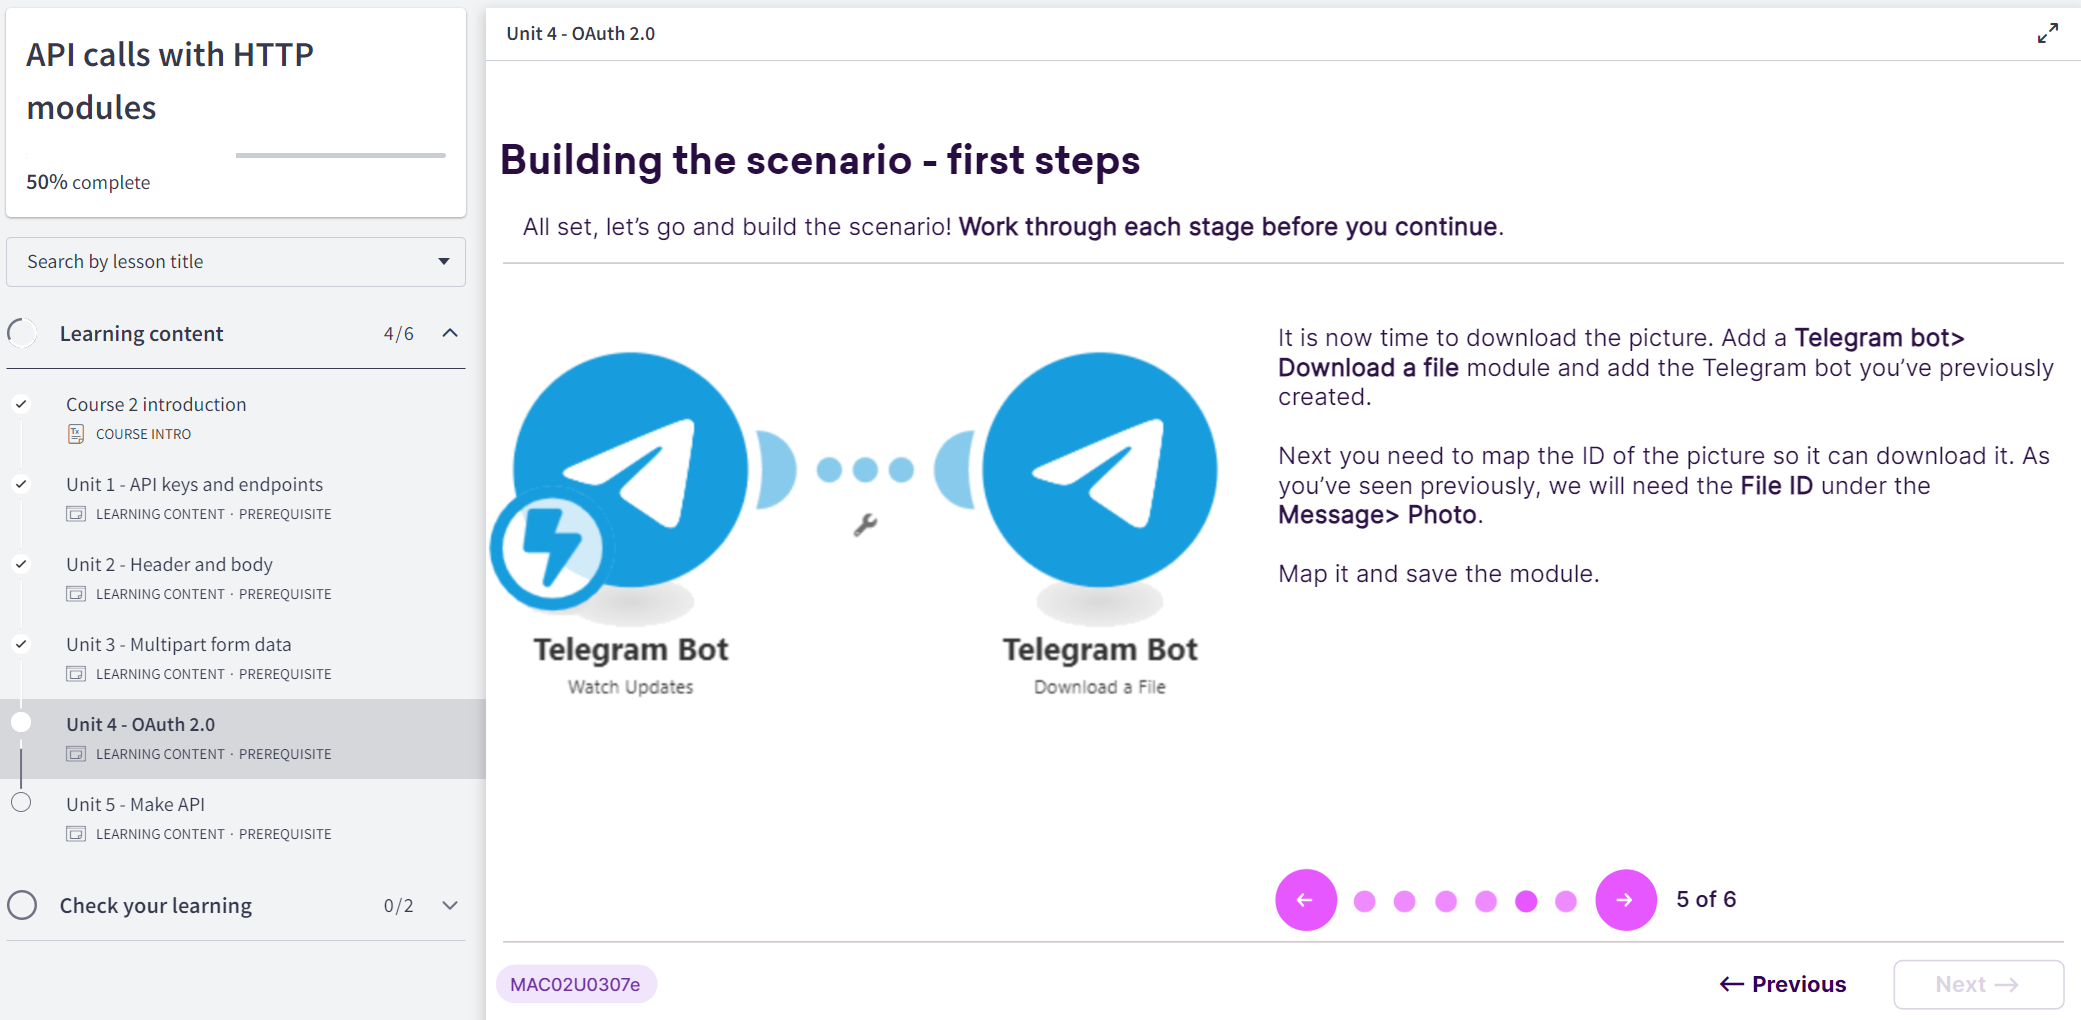 API calls with HTTP
modules
50% complete
Search by lesson title
Learning content 4/6
Course 2 introduction
COURSE INTRO
Unit 1 - API keys and endpoints
LEARNING CONTENT · PREREQUISITE
Unit 2 - Header and body
LEARNING CONTENT · PREREQUISITE
Unit 3 - Multipart form data
LEARNING CONTENT · PREREQUISITE
Unit 4 - OAuth 2.0
LEARNING CONTENT · PREREQUISITE
Unit 5 - Make API
LEARNING CONTENT · PREREQUISITE
Check your learning 0/2
Unit 4 - OAuth 2.0
Building the scenario - first steps
All set, let’s go and build the scenario! Work through each stage before you continue.
Telegram Bot
Watch Updates
Telegram Bot
Download a File
It is now time to download the picture. Add a Telegram bot>
Download a file module and add the Telegram bot you’ve previously
created.
Next you need to map the ID of the picture so it can download it. As
you’ve seen previously, we will need the File ID under the
Message> Photo.
Map it and save the module.
5 of 6
MAC02U0307e
Previous
Next